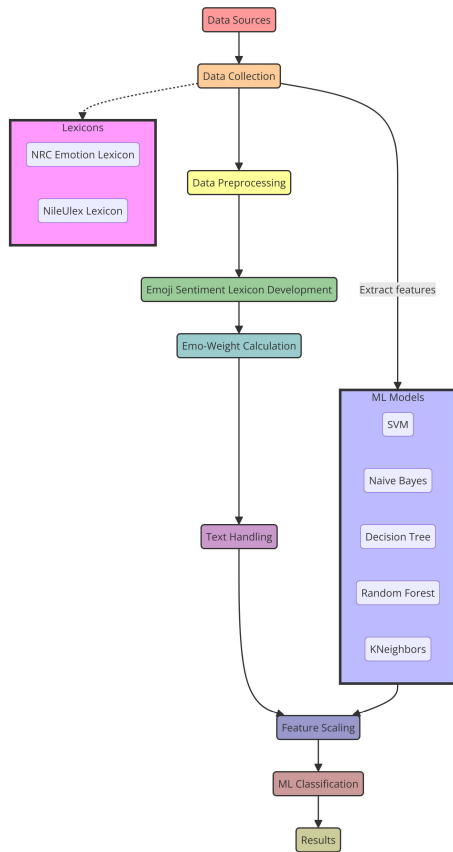 Data Sources
Data Collection
Lexicons
NRC Emotion Lexicon
NileUlex Lexicon
Data Preprocessing
Emoji Sentiment Lexicon Development
Extract features
Emo-Weight Calculation
ML Models
SVM
Naive Bayes
Decision Tree
Random Forest
KNeighbors
Text Handling
Feature Scaling
ML Classification
Results